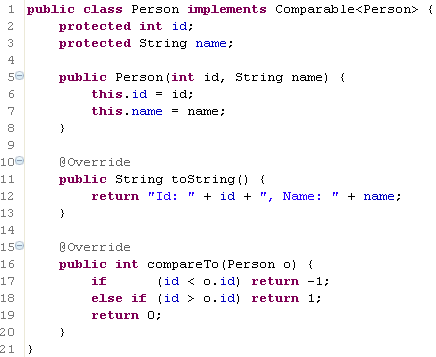 1 public class Person implements Comparable<Person> {
2     protected int id;
3     protected String name;
4
5     public Person(int id, String name) {
6         this.id = id;
7         this.name = name;
8     }
9
10     @Override
11     public String toString() {
12         return "Id: " + id + ", Name: " + name;
13     }
14
15     @Override
16     public int compareTo(Person o) {
17         if      (id < o.id) return -1;
18         else if (id > o.id) return 1;
19         return 0;
20     }
21 }